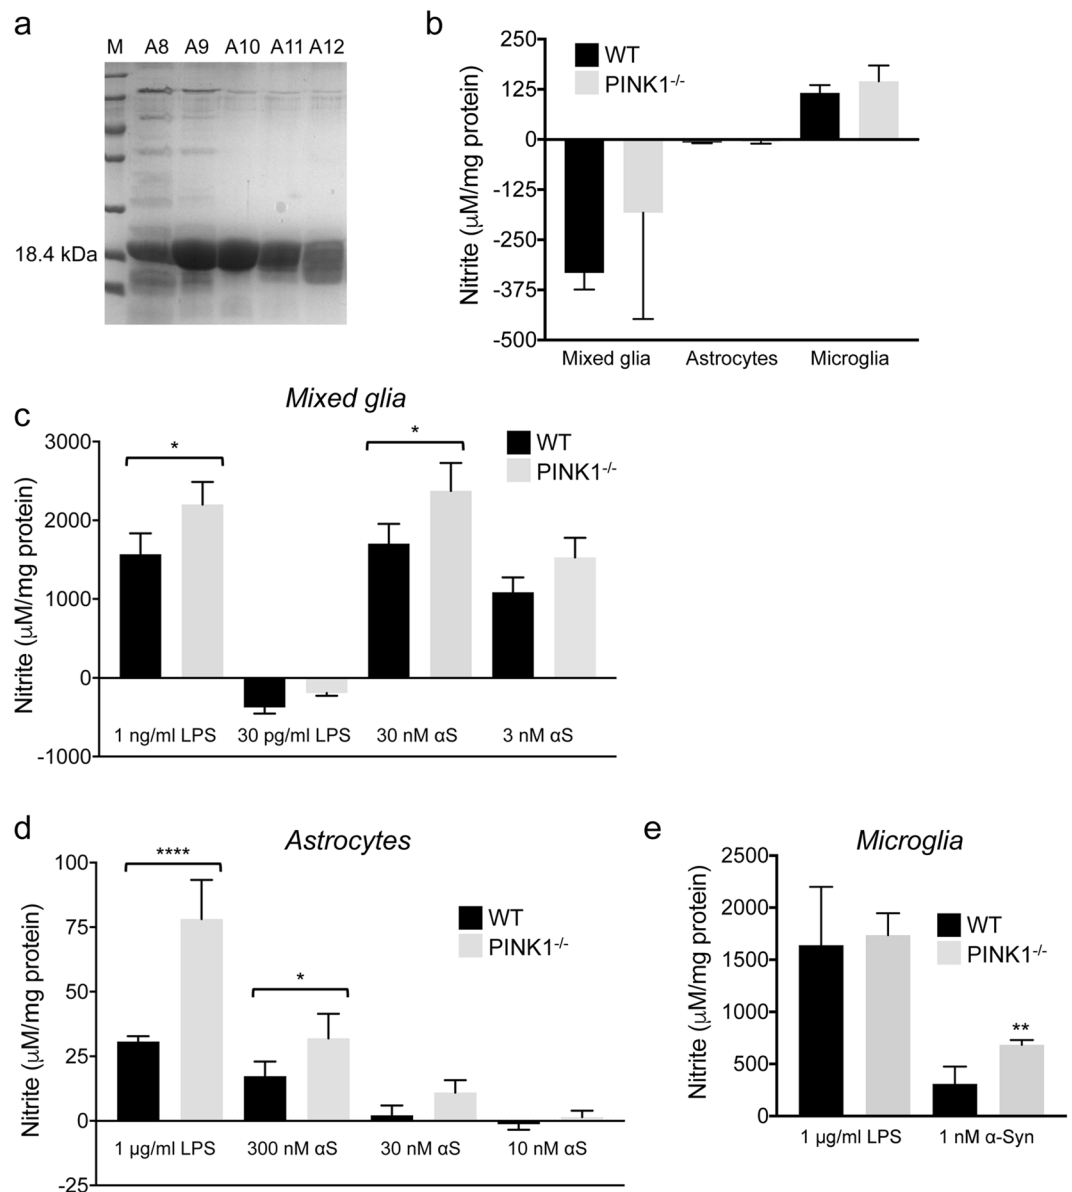 a
M A8 A9 A10 A11 A12
18.4 kDa
b
Nitrite (µM/mg protein)
250
125
0
-125
-250
-375
-500
WT
PINK1-/-
Mixed glia Astrocytes Microglia
c
Mixed glia
Nitrite (µM/mg protein)
3000
2000
1000
0
-1000
*
*
WT
PINK1-/-
1 ng/ml LPS 30 pg/ml LPS 30 nM αS 3 nM αS
d
Astrocytes
Nitrite (µM/mg protein)
100
75
50
25
0
-25
****
*
WT
PINK1-/-
1 µg/ml LPS 300 nM αS 30 nM αS 10 nM αS
e
Microglia
Nitrite (µM/mg protein)
2500
2000
1500
1000
500
0
WT
PINK1-/-
**
1 µg/ml LPS 1 nM α-Syn